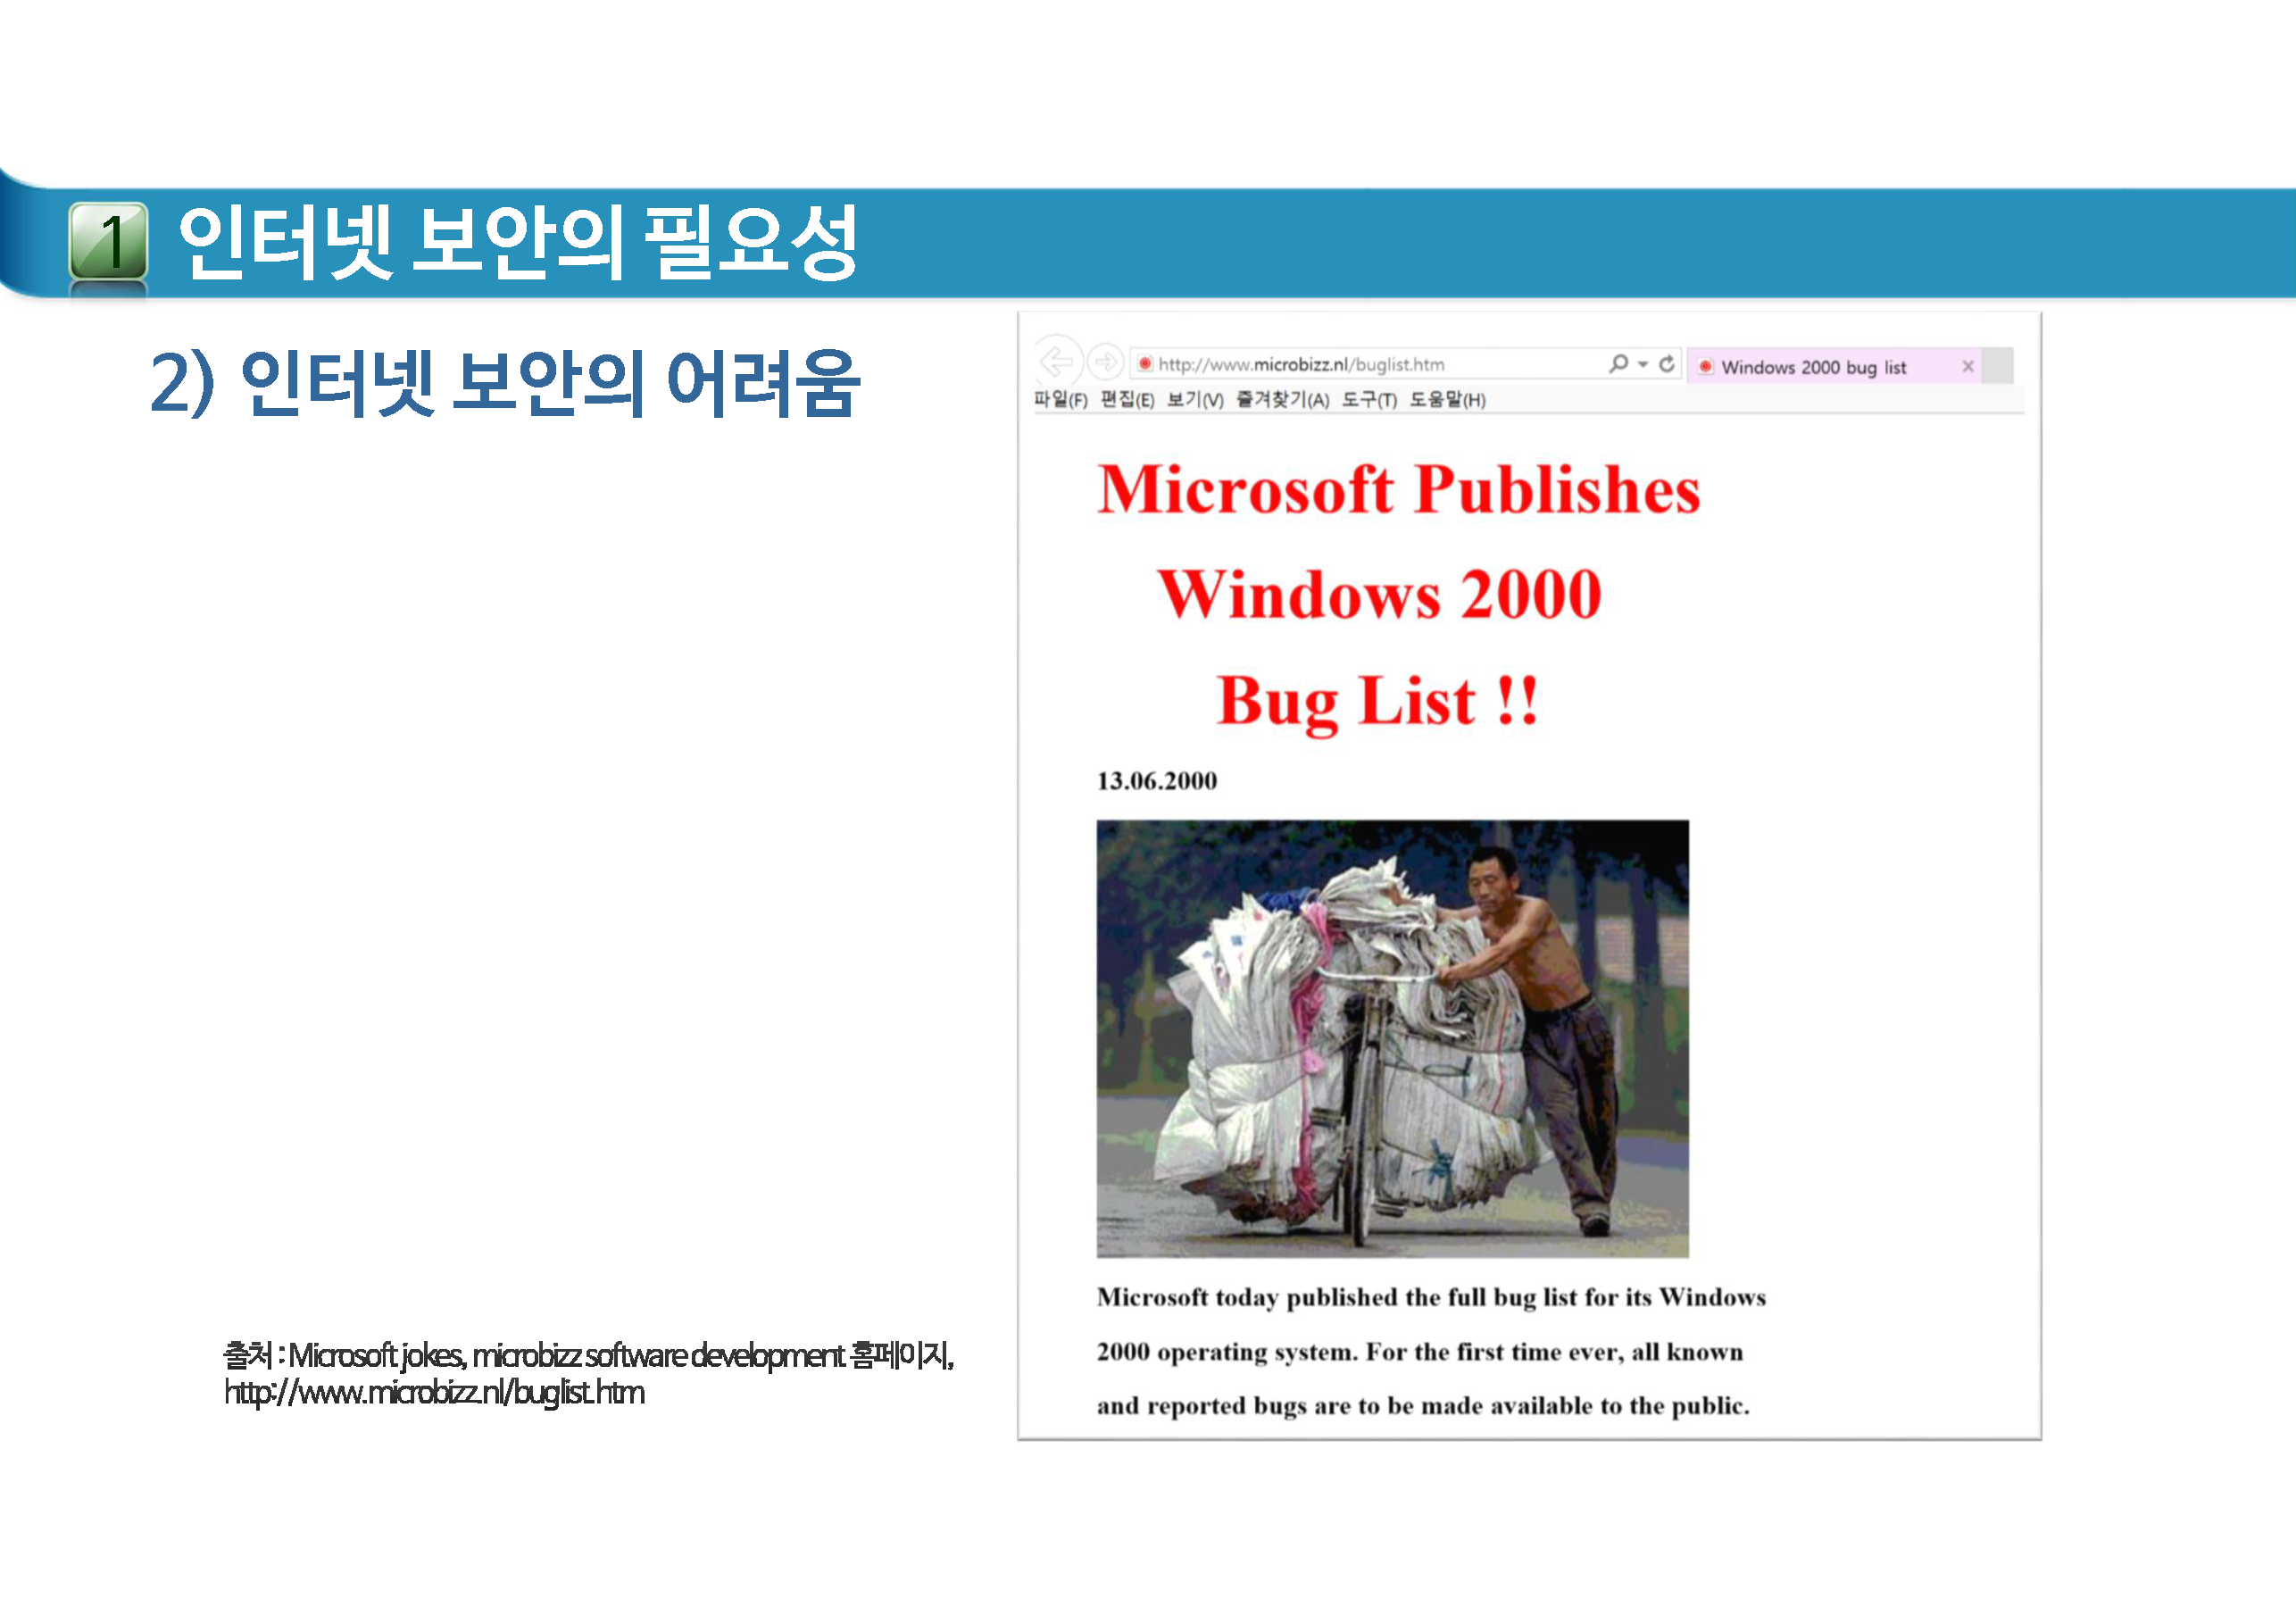 1 인터넷 보안의 필요성
2) 인터넷 보안의 어려움
http://www.microbizz.nl/buglist.htm
Windows 2000 bug list
파일(F) 편집(E) 보기(V) 즐겨찾기(A) 도구(T) 도움말(H)
Microsoft Publishes
Windows 2000
Bug List !!
13.06.2000
Microsoft today published the full bug list for its Windows
2000 operating system. For the first time ever, all known
and reported bugs are to be made available to the public.
출처 : Microsoft jokes, microbizz software development 홈페이지,
http://www.microbizz.nl/buglist.htm